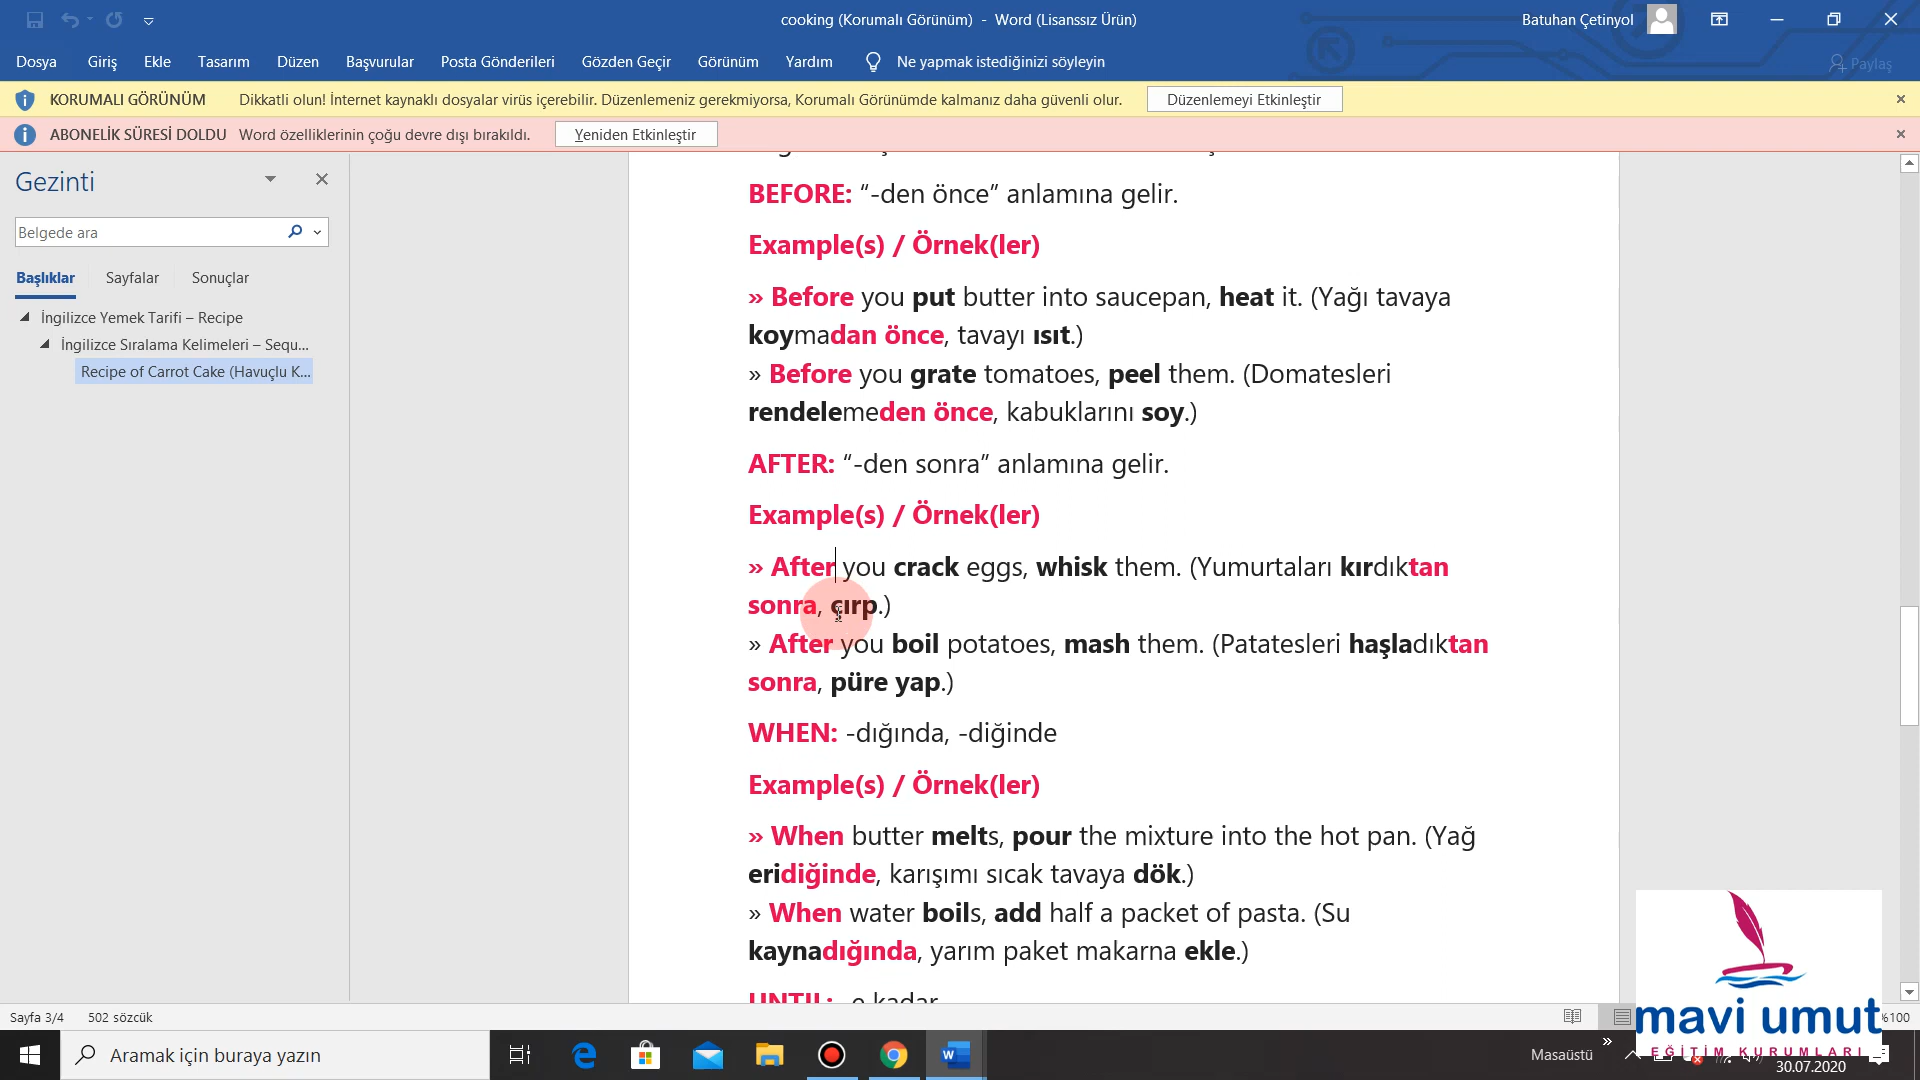 cooking (Korumalı Görünüm) - Word (Lisanssız Ürün)
Batuhan Çetinyol
Dosya Giriş Ekle Tasarım Düzen Başvurular Posta Gönderileri Gözden Geçir Görünüm Yardım Ne yapmak istediğinizi söyleyin Paylaş
KORUMALI GÖRÜNÜM Dikkatli olun! İnternet kaynaklı dosyalar virüs içerebilir. Düzenlemeniz gerekmiyorsa, Korumalı Görünümde kalmanız daha güvenli olur. Düzenlemeyi Etkinleştir
ABONELİK SÜRESİ DOLDU Word özelliklerinin çoğu devre dışı bırakıldı. Yeniden Etkinleştir
Gezinti
Belgede ara
Başlıklar Sayfalar Sonuçlar
İngilizce Yemek Tarifi – Recipe
İngilizce Sıralama Kelimeleri – Sequ...
Recipe of Carrot Cake (Havuçlu K...
BEFORE: “-den önce” anlamına gelir.
Example(s) / Örnek(ler)
» Before you put butter into saucepan, heat it. (Yağı tavaya
koymadan önce, tavayı ısıt.)
» Before you grate tomatoes, peel them. (Domatesleri
rendelemeden önce, kabuklarını soy.)
AFTER: “-den sonra” anlamına gelir.
Example(s) / Örnek(ler)
» After you crack eggs, whisk them. (Yumurtaları kırdıktan
sonra, çırp.)
» After you boil potatoes, mash them. (Patatesleri haşladıktan
sonra, püre yap.)
WHEN: -dığında, -diğinde
Example(s) / Örnek(ler)
» When butter melts, pour the mixture into the hot pan. (Yağ
eridiğinde, karışımı sıcak tavaya dök.)
» When water boils, add half a packet of pasta. (Su
kaynadığında, yarım paket makarna ekle.)
UNTIL: -e kadar
mavi umut
EĞİTİM KURUMLARI
Sayfa 3/4 502 sözcük
%100
Aramak için buraya yazın
Masaüstü
30.07.2020